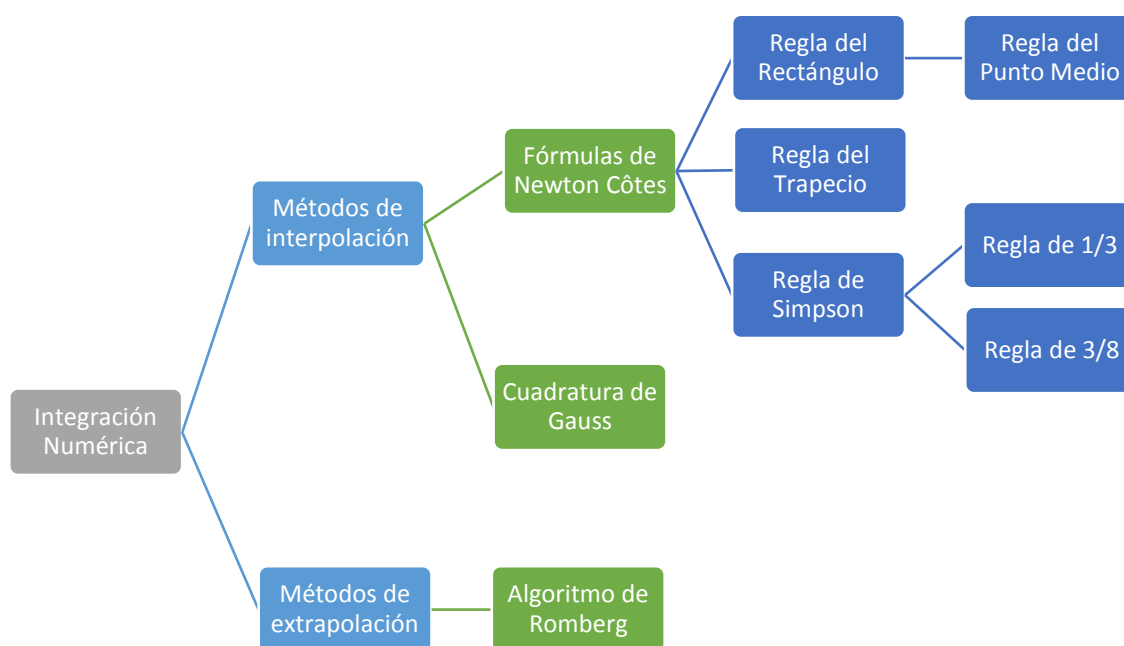 Integración
Numérica
Métodos de
interpolación
Fórmulas de
Newton Côtes
Regla del
Rectángulo
Regla del
Punto Medio
Regla del
Trapecio
Regla de
Simpson
Regla de 1/3
Regla de 3/8
Cuadratura de
Gauss
Métodos de
extrapolación
Algoritmo de
Romberg